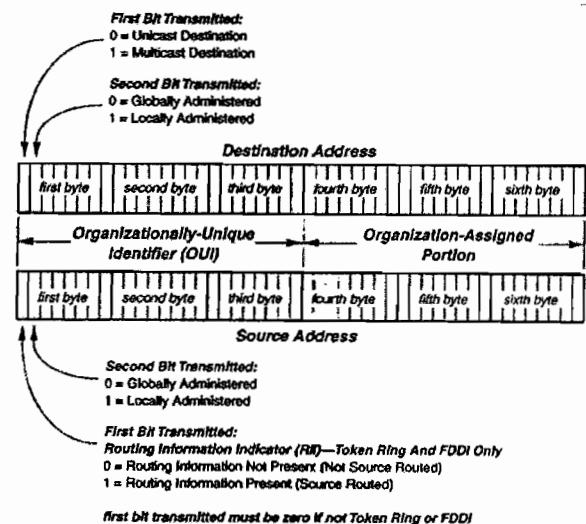 First Bit Transmitted:
0 = Unicast Destination
1 = Multicast Destination
Second Bit Transmitted:
0 = Globally Administered
1 = Locally Administered
Destination Address
first byte second byte third byte fourth byte fifth byte sixth byte
Organizationally-Unique
Identifier (OUI)
Organization-Assigned
Portion
first byte second byte third byte fourth byte fifth byte sixth byte
Source Address
Second Bit Transmitted:
0 = Globally Administered
1 = Locally Administered
First Bit Transmitted:
Routing Information Indicator (RII)—Token Ring And FDDI Only
0 = Routing Information Not Present (Not Source Routed)
1 = Routing Information Present (Source Routed)
first bit transmitted must be zero if not Token Ring or FDDI